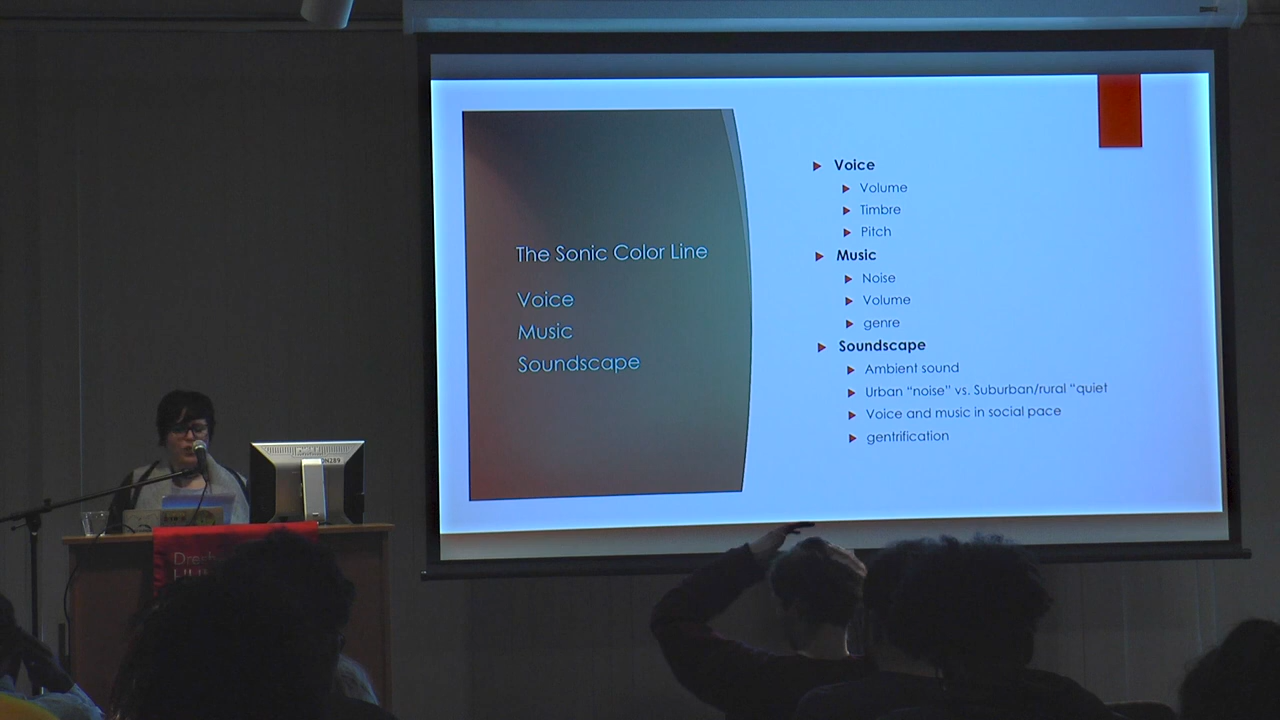 The Sonic Color Line
Voice
Music
Soundscape
Voice
Volume
Timbre
Pitch
Music
Noise
Volume
genre
Soundscape
Ambient sound
Urban “noise” vs. Suburban/rural “quiet
Voice and music in social pace
gentrification